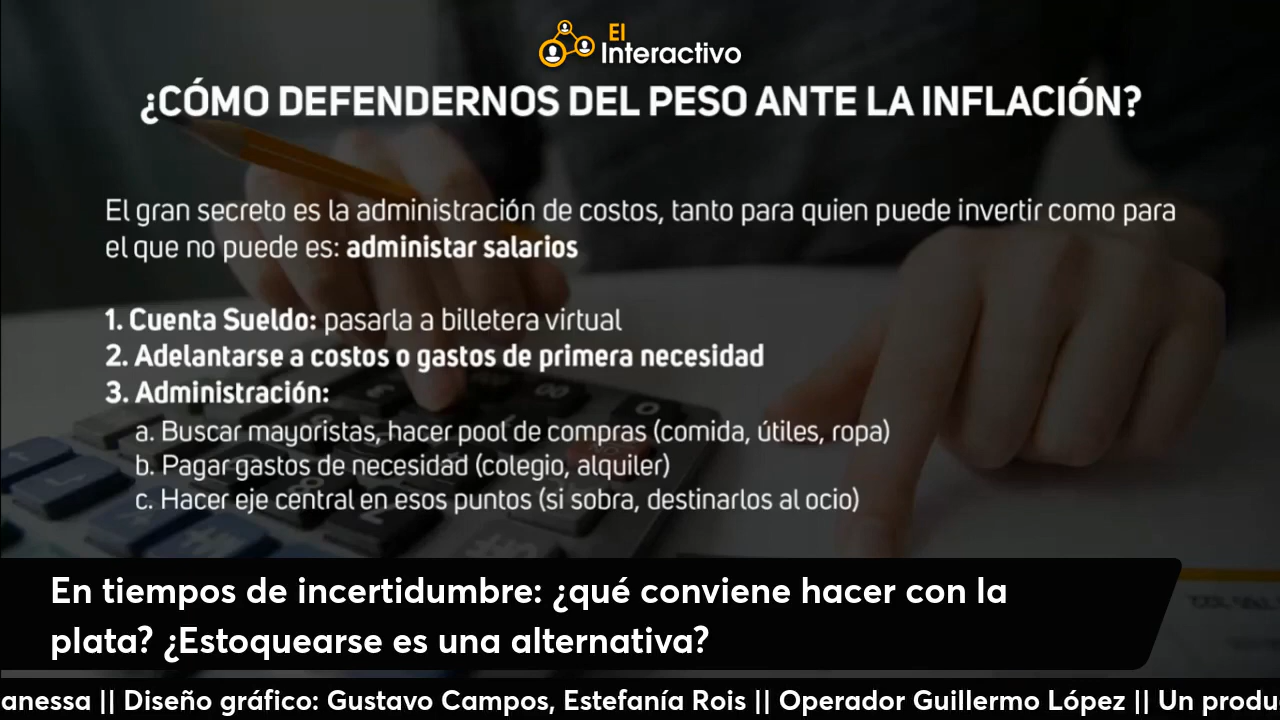 El
Interactivo
¿CÓMO DEFENDERNOS DEL PESO ANTE LA INFLACIÓN?
El gran secreto es la administración de costos, tanto para quien puede invertir como para
el que no puede es: administar salarios
1. Cuenta Sueldo: pasarla a billetera virtual
2. Adelantarse a costos o gastos de primera necesidad
3. Administración:
a. Buscar mayoristas, hacer pool de compras (comida, útiles, ropa)
b. Pagar gastos de necesidad (colegio, alquiler)
c. Hacer eje central en esos puntos (si sobra, destinarlos al ocio)
En tiempos de incertidumbre: ¿qué conviene hacer con la
plata? ¿Estoquearse es una alternativa?
anessa || Diseño gráfico: Gustavo Campos, Estefanía Rois || Operador Guillermo López || Un produ